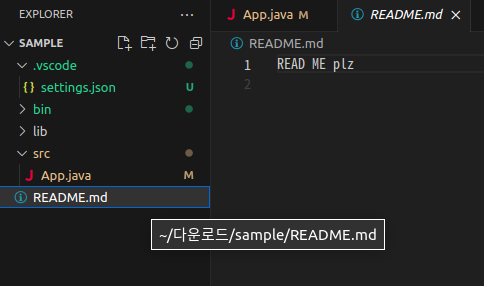 EXPLORER
SAMPLE
.vscode
{} settings.json U
bin
lib
src
J App.java M
README.md
J App.java M
README.md
README.md
1 READ ME plz
2
~/다운로드/sample/README.md